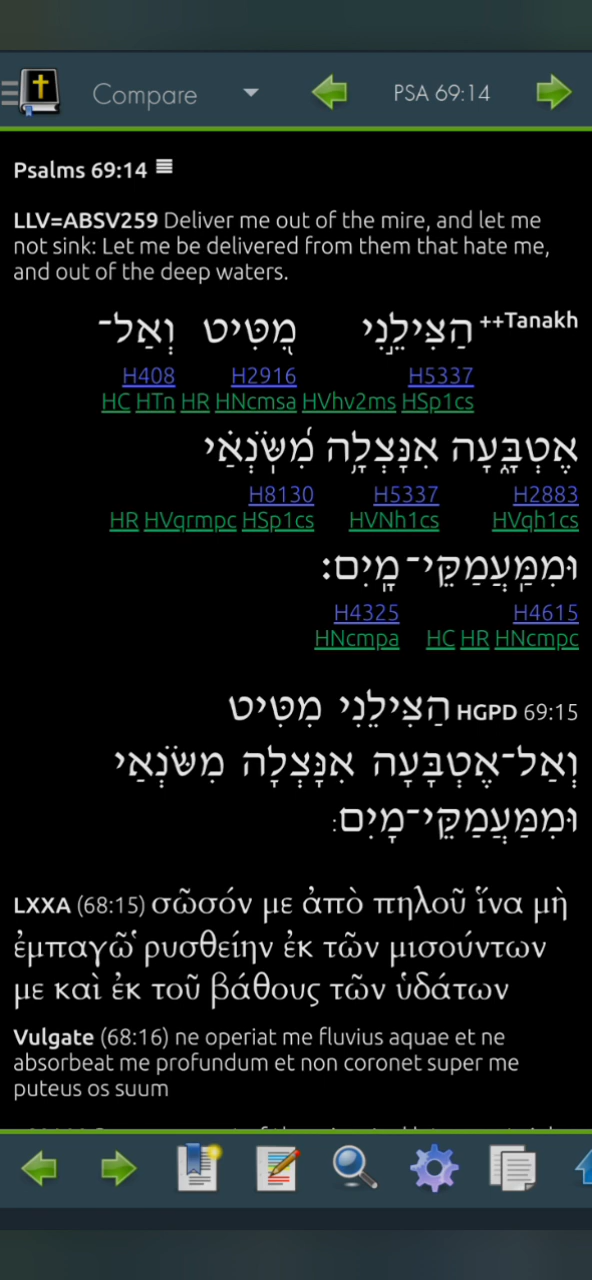 Compare PSA 69:14
Psalms 69:14
LLV=ABSV259 Deliver me out of the mire, and let me
not sink: Let me be delivered from them that hate me,
and out of the deep waters.
++Tanakh הַצִּילֵ֣נִי מִ֭טִּיט וְאַל־
H5337 H2916 H408
HVhv2ms HSp1cs HR HNcmsa HC HTn
אֶטְבָּ֑עָה אִנָּצְלָ֥ה מִ֝שֹּֽׂנְאַ֗י
H2883 H5337 H8130
HVqh1cs HVNh1cs HR HVqrmpc HSp1cs
וּמִמַּֽעֲמַקֵּי־מָֽיִם׃
H4615 H4325
HC HR HNcmpc HNcmpa
HGPD 69:15 הַצִילֵנִי מִטִּיט
וְאַל־אֶטְבָּעָה אִנָּצְלָה מִשֹּׂנְאַי
וּמִמַּעֲמַקֵּי־מָיִם׃
LXXA (68:15) σῶσόν με ἀπὸ πηλοῦ ἵνα μὴ
ἐμπαγῶ̔ ρυσθείην ἐκ τῶν μισούντων
με καὶ ἐκ τοῦ βάθους τῶν ὑδάτων
Vulgate (68:16) ne operiat me fluvius aquae et ne
absorbeat me profundum et non coronet super me
puteus os suum